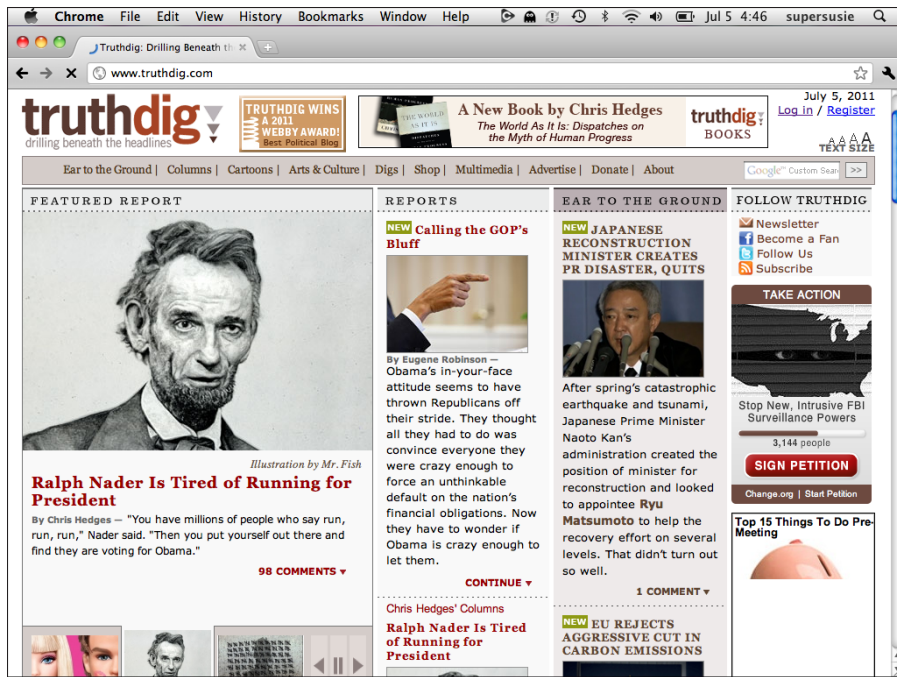 Chrome File Edit View History Bookmarks Window Help Jul 5 4:46 supersusie
Truthdig: Drilling Beneath th
www.truthdig.com
truthdig
drilling beneath the headlines
TRUTHDIG WINS
A 2011
WEBBY AWARD!
Best Political Blog
THE WORLD
AS IT IS
A New Book by Chris Hedges
The World As It Is: Dispatches on
the Myth of Human Progress
truthdig
BOOKS
July 5, 2011
Log in / Register
AAAA
TEXT SIZE
Ear to the Ground | Columns | Cartoons | Arts & Culture | Digs | Shop | Multimedia | Advertise | Donate | About
Google™ Custom Sear >>
FEATURED REPORT
Illustration by Mr. Fish
Ralph Nader Is Tired of Running for
President
By Chris Hedges — "You have millions of people who say run,
run, run," Nader said. "Then you put yourself out there and
find they are voting for Obama."
98 COMMENTS ▾
REPORTS
NEW Calling the GOP's
Bluff
By Eugene Robinson —
Obama's in-your-face
attitude seems to have
thrown Republicans off
their stride. They thought
all they had to do was
convince everyone they
were crazy enough to
force an unthinkable
default on the nation's
financial obligations. Now
they have to wonder if
Obama is crazy enough to
let them.
CONTINUE ▾
Chris Hedges' Columns
Ralph Nader Is Tired
of Running for
President
EAR TO THE GROUND
NEW JAPANESE
RECONSTRUCTION
MINISTER CREATES
PR DISASTER, QUITS
After spring's catastrophic
earthquake and tsunami,
Japanese Prime Minister
Naoto Kan's
administration created the
position of minister for
reconstruction and looked
to appointee Ryu
Matsumoto to help the
recovery effort on several
levels. That didn't turn out
so well.
1 COMMENT ▾
NEW EU REJECTS
AGGRESSIVE CUT IN
CARBON EMISSIONS
FOLLOW TRUTHDIG
Newsletter
Become a Fan
Follow Us
Subscribe
TAKE ACTION
Stop New, Intrusive FBI
Surveillance Powers
3,144 people
SIGN PETITION
Change.org | Start Petition
Top 15 Things To Do Pre-
Meeting